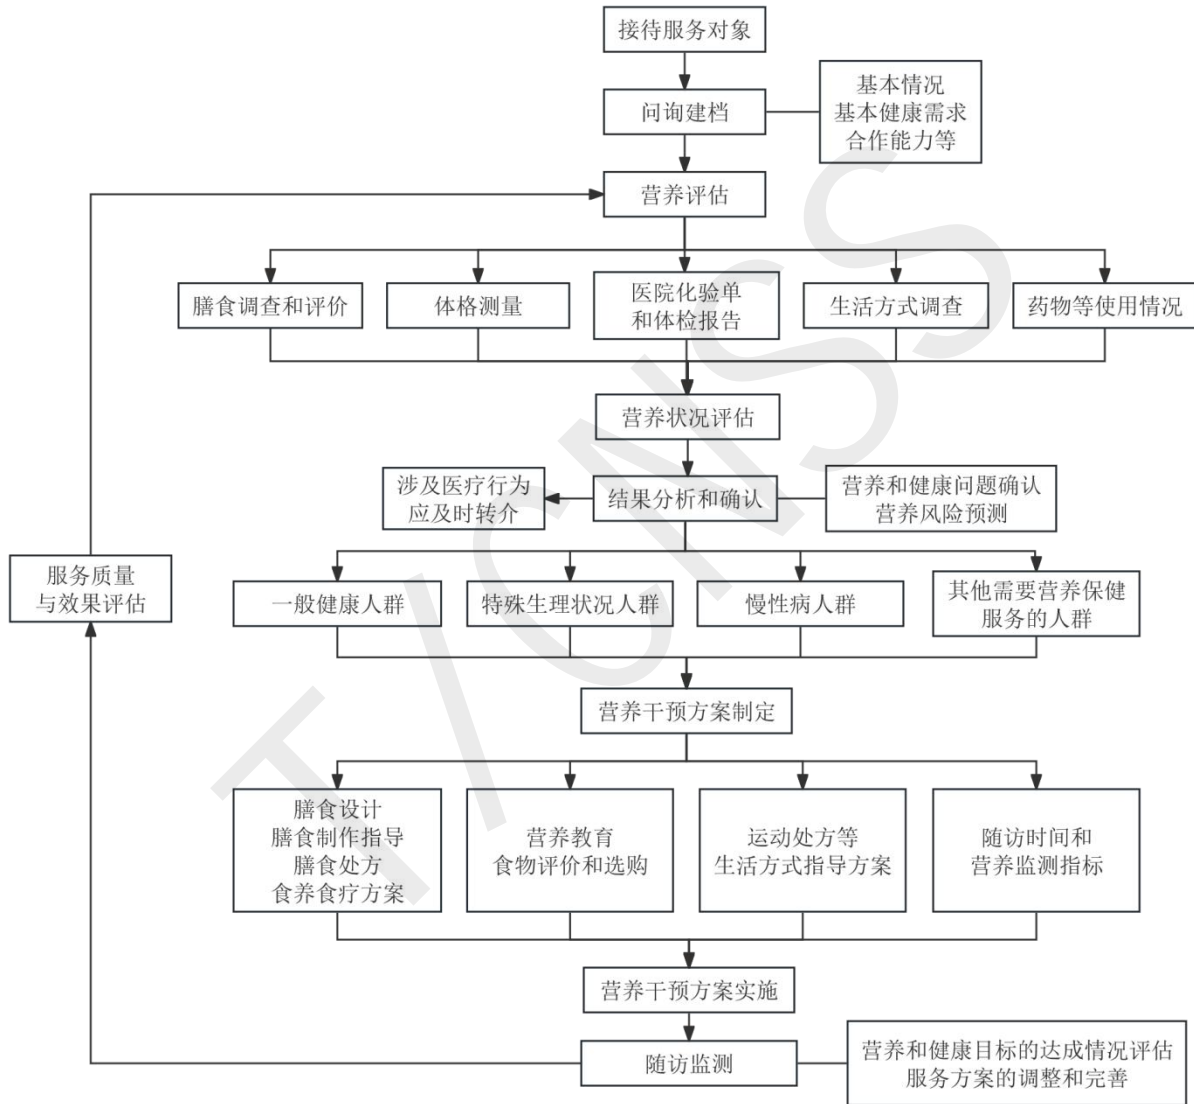 接待服务对象
问询建档
基本情况
基本健康需求
合作能力等
营养评估
膳食调查和评价
体格测量
医院化验单
和体检报告
生活方式调查
药物等使用情况
营养状况评估
涉及医疗行为
应及时转介
结果分析和确认
营养和健康问题确认
营养风险预测
服务质量
与效果评估
一般健康人群
特殊生理状况人群
慢性病人群
其他需要营养保健
服务的人群
营养干预方案制定
膳食设计
膳食制作指导
膳食处方
食养食疗方案
营养教育
食物评价和选购
运动处方等
生活方式指导方案
随访时间和
营养监测指标
营养干预方案实施
随访监测
营养和健康目标的达成情况评估
服务方案的调整和完善
T/CNSS